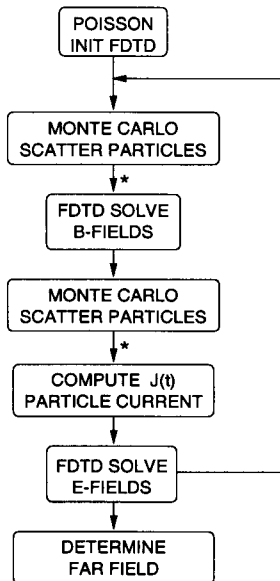 POISSON
INIT FDTD
MONTE CARLO
SCATTER PARTICLES
*
FDTD SOLVE
B-FIELDS
MONTE CARLO
SCATTER PARTICLES
*
COMPUTE J(t)
PARTICLE CURRENT
FDTD SOLVE
E-FIELDS
DETERMINE
FAR FIELD